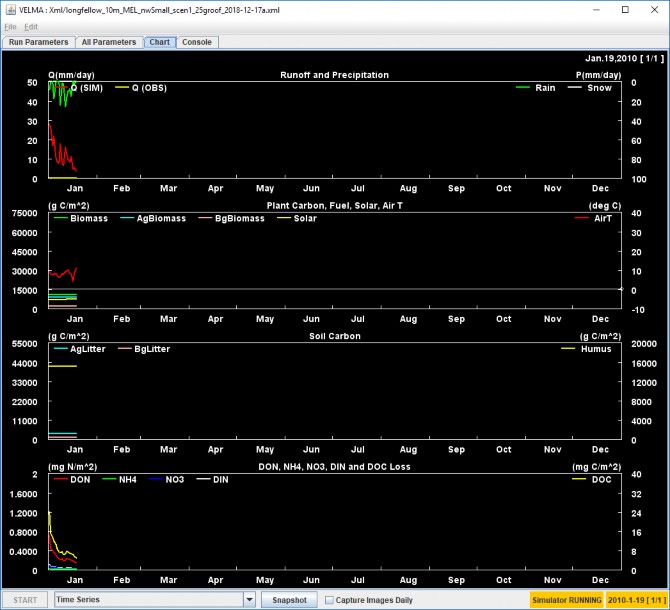 VELMA : Xml/longfellow_10m_MEL_nwSmall_scen1_25groof_2018-12-17a.xml
File Edit
Run Parameters All Parameters Chart Console
Jan.19,2010 [ 1/1 ]
Q(mm/day) Runoff and Precipitation P(mm/day)
50 Q (SIM) Q (OBS) Rain Snow 0
40 20
30 40
20 60
10 80
0 100
Jan Feb Mar Apr May Jun Jul Aug Sep Oct Nov Dec
(g C/m^2) Plant Carbon, Fuel, Solar, Air T (deg C)
75000 Biomass AgBiomass BgBiomass Solar AirT 40
60000 30
45000 20
30000 10
15000 0
0 -10
Jan Feb Mar Apr May Jun Jul Aug Sep Oct Nov Dec
(g C/m^2) Soil Carbon (g C/m^2)
55000 AgLitter BgLitter Humus 20000
44000 16000
33000 12000
22000 8000
11000 4000
0 0
Jan Feb Mar Apr May Jun Jul Aug Sep Oct Nov Dec
(mg N/m^2) DON, NH4, NO3, DIN and DOC Loss (mg C/m^2)
2 DON NH4 NO3 DIN DOC 40
1.6000 32
1.2000 24
0.8000 16
0.4000 8
0 0
Jan Feb Mar Apr May Jun Jul Aug Sep Oct Nov Dec
START Time Series Snapshot Capture Images Daily Simulator RUNNING 2010-1-19 [ 1/1 ]